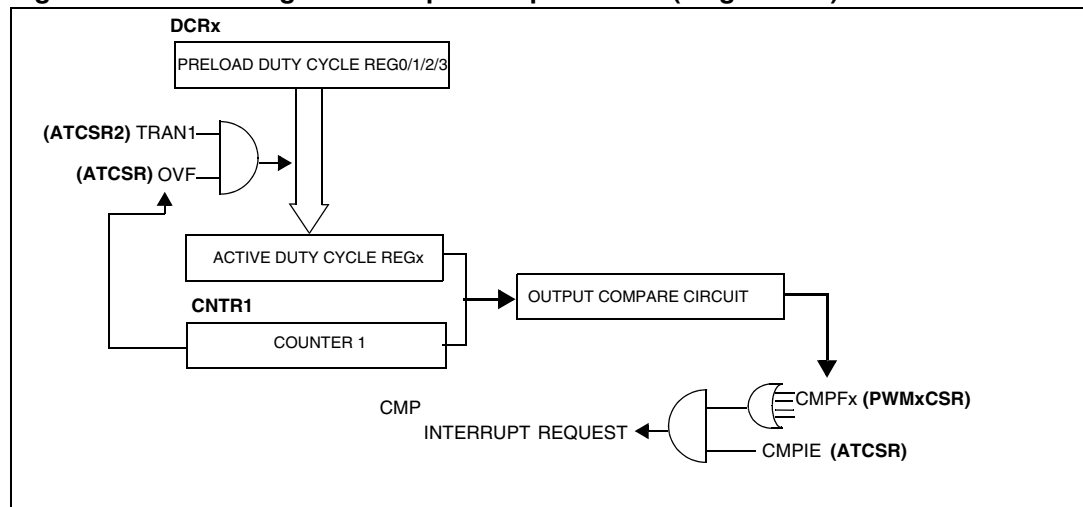 DCRx
PRELOAD DUTY CYCLE REG0/1/2/3
(ATCSR2) TRAN1
(ATCSR) OVF
ACTIVE DUTY CYCLE REGx
CNTR1
OUTPUT COMPARE CIRCUIT
COUNTER 1
CMPFx (PWMxCSR)
CMP
INTERRUPT REQUEST
CMPIE (ATCSR)